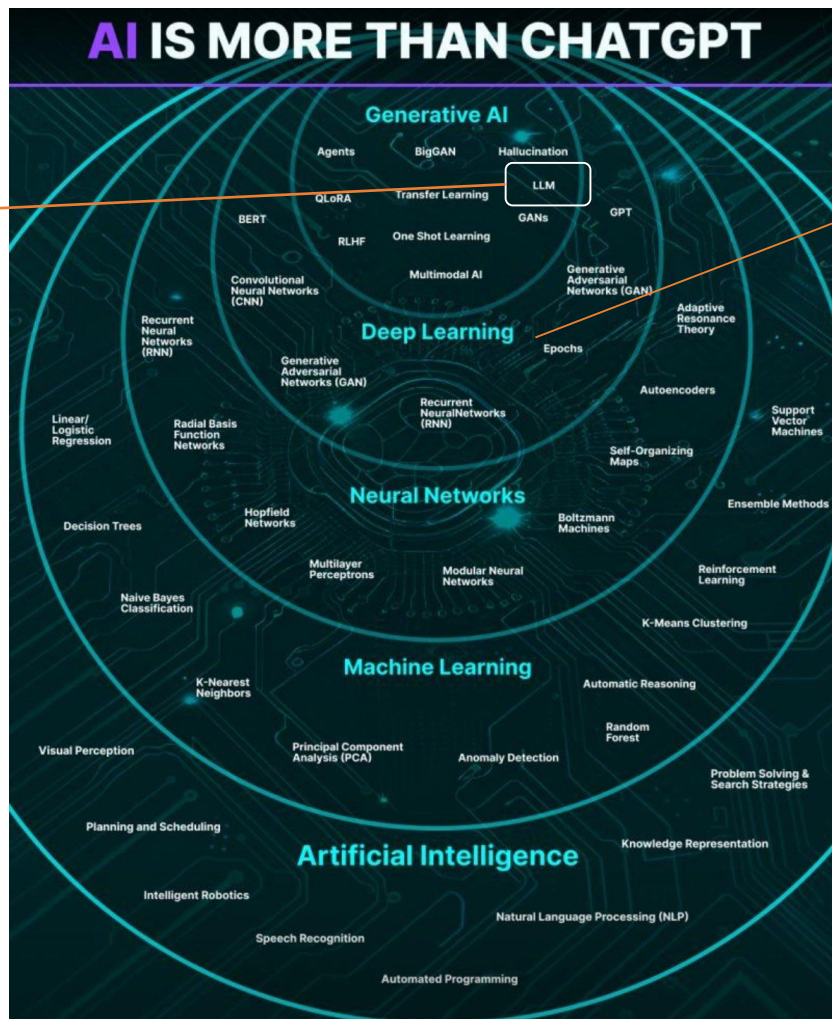 AI IS MORE THAN CHATGPT
Generative AI
Agents
BigGAN
Hallucination
LLM
QLoRA
Transfer Learning
BERT
GANs
GPT
RLHF
One Shot Learning
Multimodal AI
Convolutional
Neural Networks
(CNN)
Generative
Adversarial
Networks (GAN)
Recurrent
Neural
Networks
(RNN)
Deep Learning
Adaptive
Resonance
Theory
Epochs
Generative
Adversarial
Networks (GAN)
Autoencoders
Recurrent
NeuralNetworks
(RNN)
Linear/
Logistic
Regression
Radial Basis
Function
Networks
Support
Vector
Machines
Self-Organizing
Maps
Neural Networks
Ensemble Methods
Decision Trees
Hopfield
Networks
Boltzmann
Machines
Multilayer
Perceptrons
Modular Neural
Networks
Reinforcement
Learning
Naive Bayes
Classification
K-Means Clustering
Machine Learning
K-Nearest
Neighbors
Automatic Reasoning
Random
Forest
Visual Perception
Principal Component
Analysis (PCA)
Anomaly Detection
Problem Solving &
Search Strategies
Planning and Scheduling
Artificial Intelligence
Knowledge Representation
Intelligent Robotics
Natural Language Processing (NLP)
Speech Recognition
Automated Programming